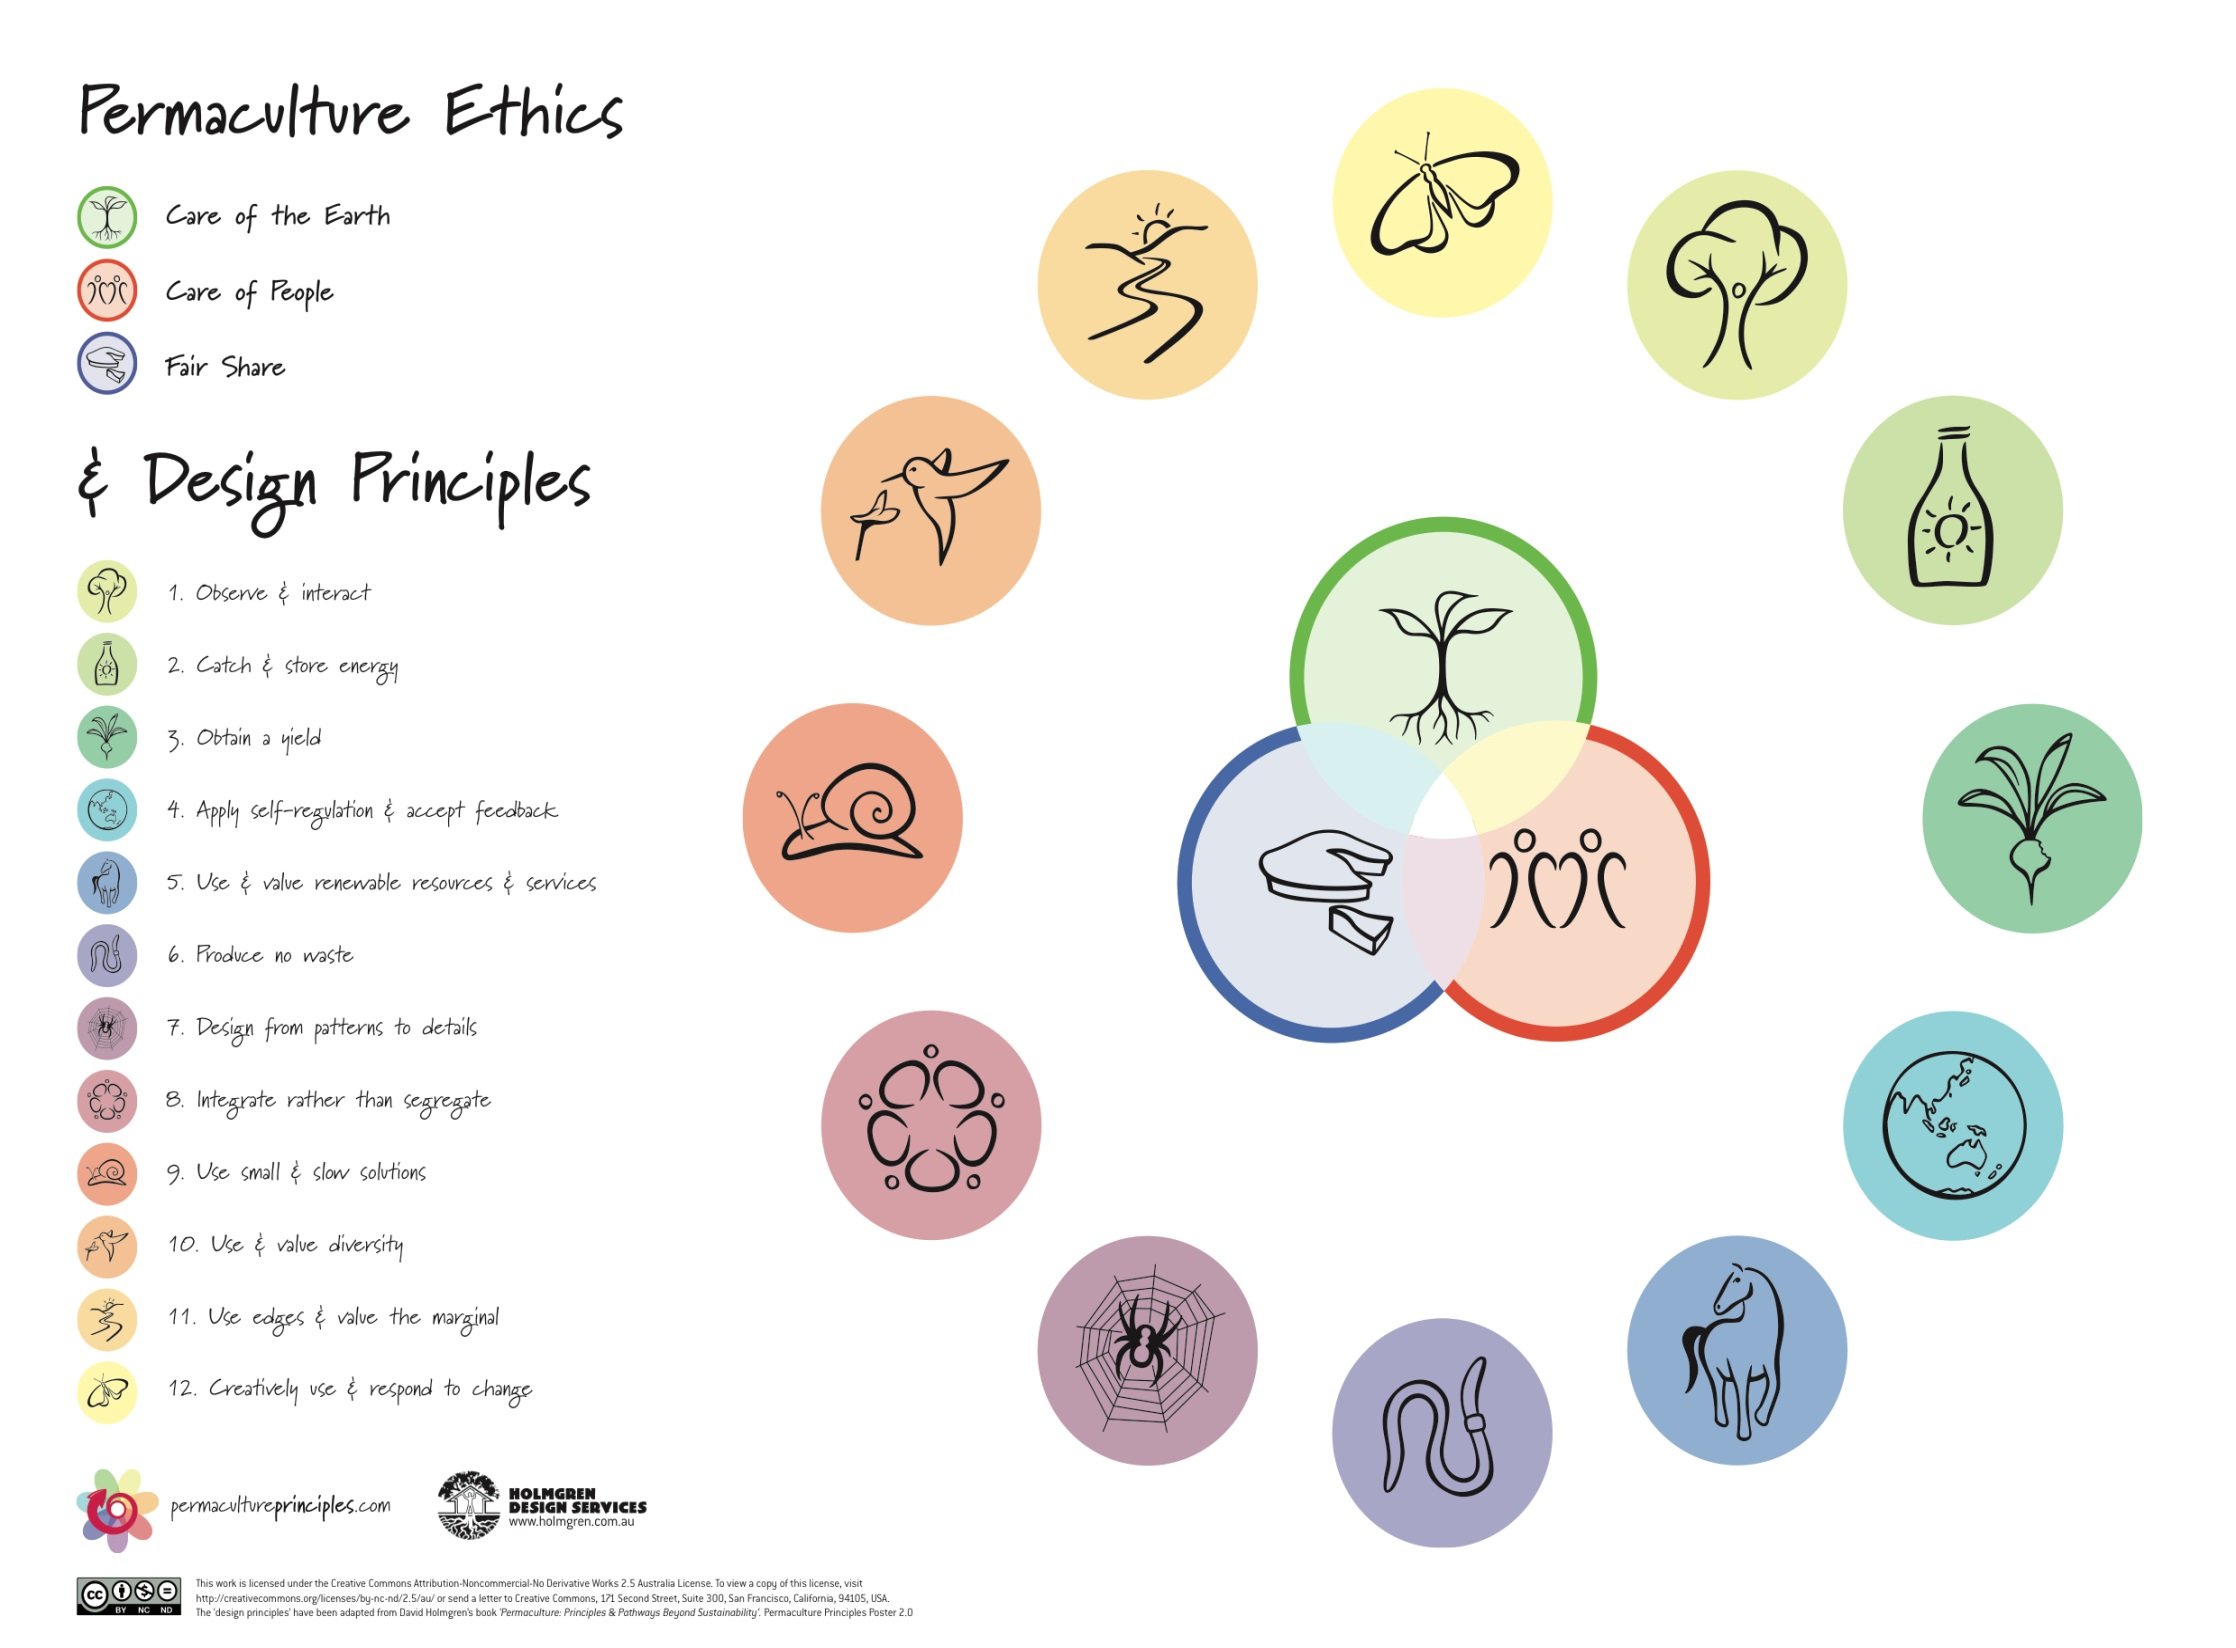 Permaculture Ethics
Care of the Earth
Care of People
Fair Share
& Design Principles
1. Observe & interact
2. Catch & store energy
3. Obtain a yield
4. Apply self-regulation & accept feedback
5. Use & value renewable resources & services
6. Produce no waste
7. Design from patterns to details
8. Integrate rather than segregate
9. Use small & slow solutions
10. Use & value diversity
11. Use edges & value the marginal
12. Creatively use & respond to change
permacultureprinciples.com
HOLMGREN
DESIGN SERVICES
www.holmgren.com.au
cc
BY NC ND
This work is licensed under the Creative Commons Attribution-Noncommercial-No Derivative Works 2.5 Australia License. To view a copy of this license, visit
http://creativecommons.org/licenses/by-nc-nd/2.5/au/ or send a letter to Creative Commons, 171 Second Street, Suite 300, San Francisco, California, 94105, USA.
The 'design principles' have been adapted from David Holmgren's book 'Permaculture: Principles & Pathways Beyond Sustainability'. Permaculture Principles Poster 2.0